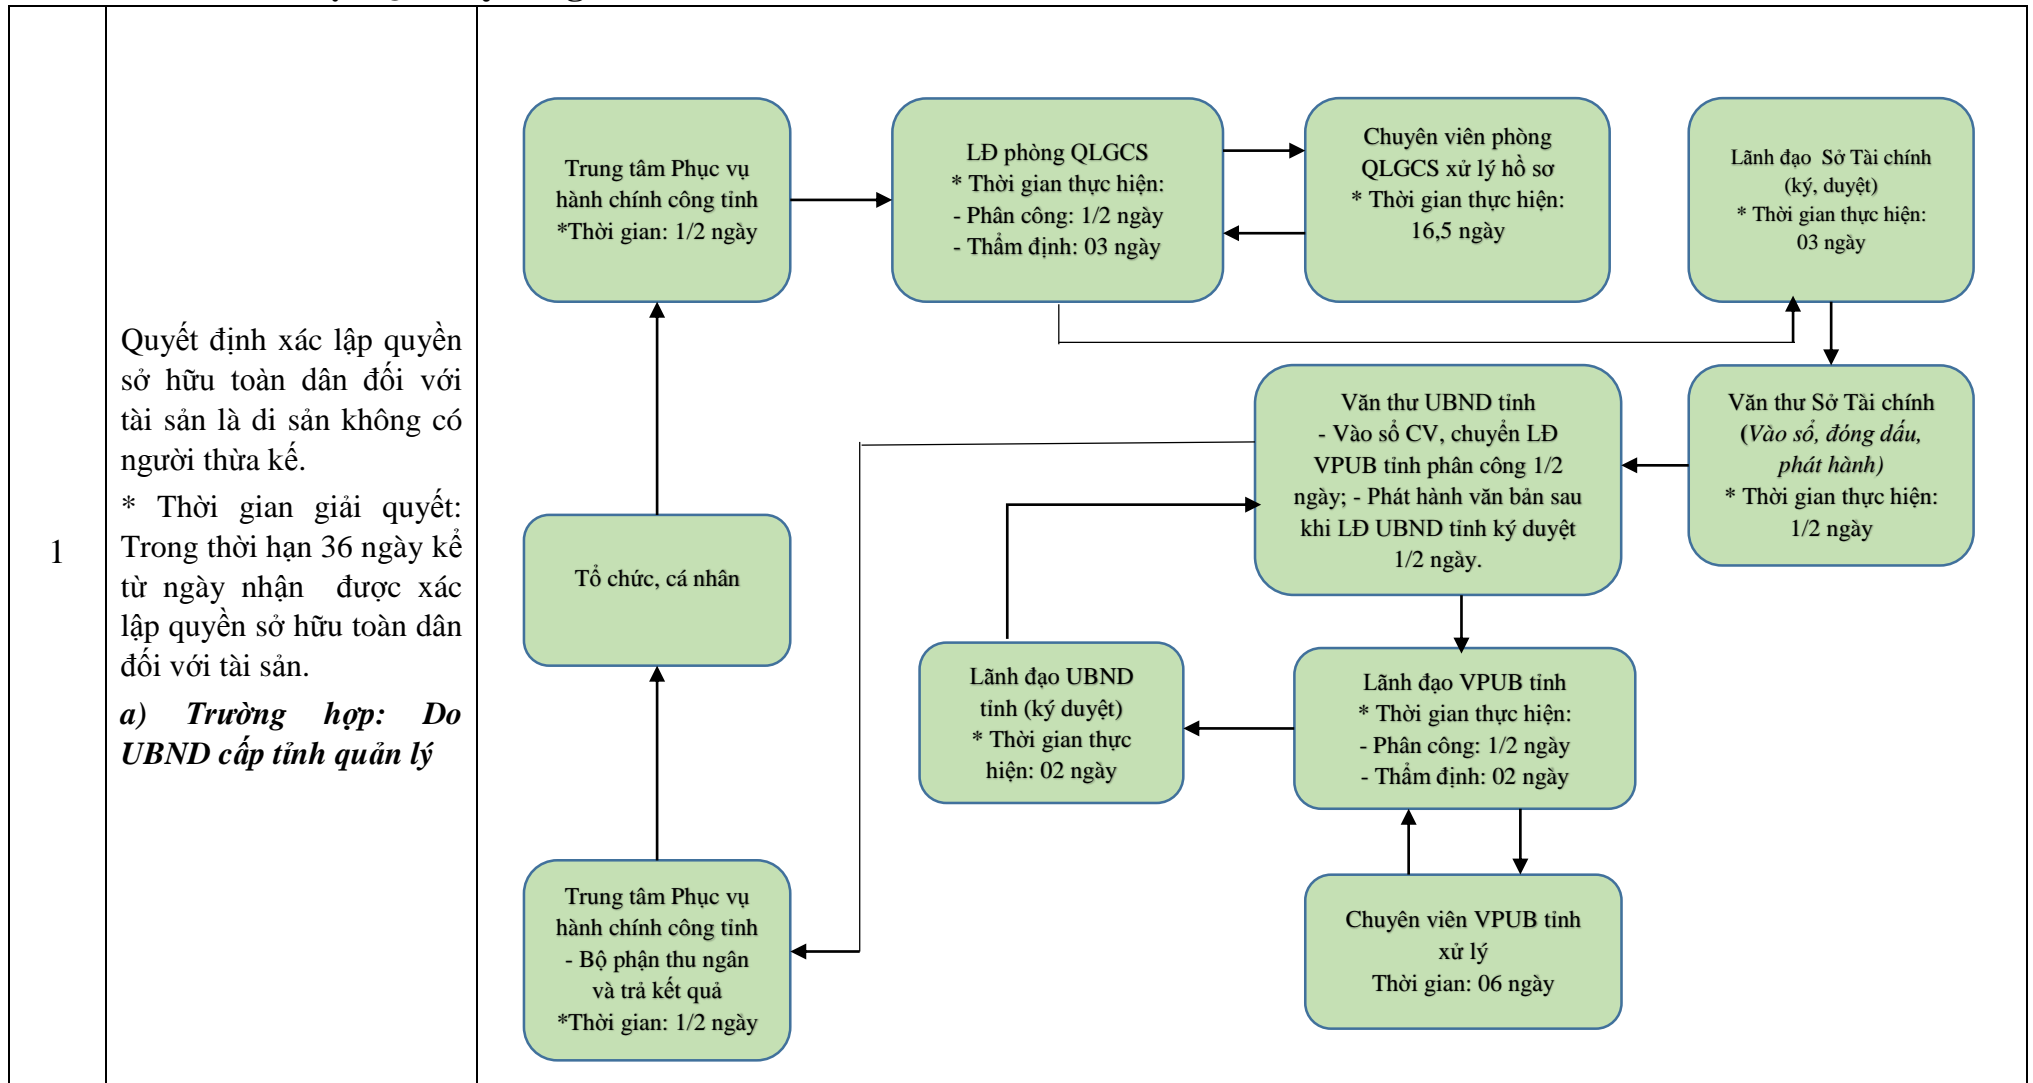 1
Quyết định xác lập quyền
sở hữu toàn dân đối với
tài sản là di sản không có
người thừa kế.
* Thời gian giải quyết:
Trong thời hạn 36 ngày kể
từ ngày nhận được xác
lập quyền sở hữu toàn dân
đối với tài sản.
a) Trường hợp: Do
UBND cấp tỉnh quản lý
Trung tâm Phục vụ
hành chính công tỉnh
*Thời gian: 1/2 ngày
LĐ phòng QLGCS
* Thời gian thực hiện:
- Phân công: 1/2 ngày
- Thẩm định: 03 ngày
Chuyên viên phòng
QLGCS xử lý hồ sơ
* Thời gian thực hiện:
16,5 ngày
Lãnh đạo Sở Tài chính
(ký, duyệt)
* Thời gian thực hiện:
03 ngày
Văn thư UBND tỉnh
- Vào sổ CV, chuyển LĐ
VPUB tỉnh phân công 1/2
ngày; - Phát hành văn bản sau
khi LĐ UBND tỉnh ký duyệt
1/2 ngày.
Văn thư Sở Tài chính
(Vào sổ, đóng dấu,
phát hành)
* Thời gian thực hiện:
1/2 ngày
Tổ chức, cá nhân
Lãnh đạo UBND
tỉnh (ký duyệt)
* Thời gian thực
hiện: 02 ngày
Lãnh đạo VPUB tỉnh
* Thời gian thực hiện:
- Phân công: 1/2 ngày
- Thẩm định: 02 ngày
Trung tâm Phục vụ
hành chính công tỉnh
- Bộ phận thu ngân
và trả kết quả
*Thời gian: 1/2 ngày
Chuyên viên VPUB tỉnh
xử lý
Thời gian: 06 ngày